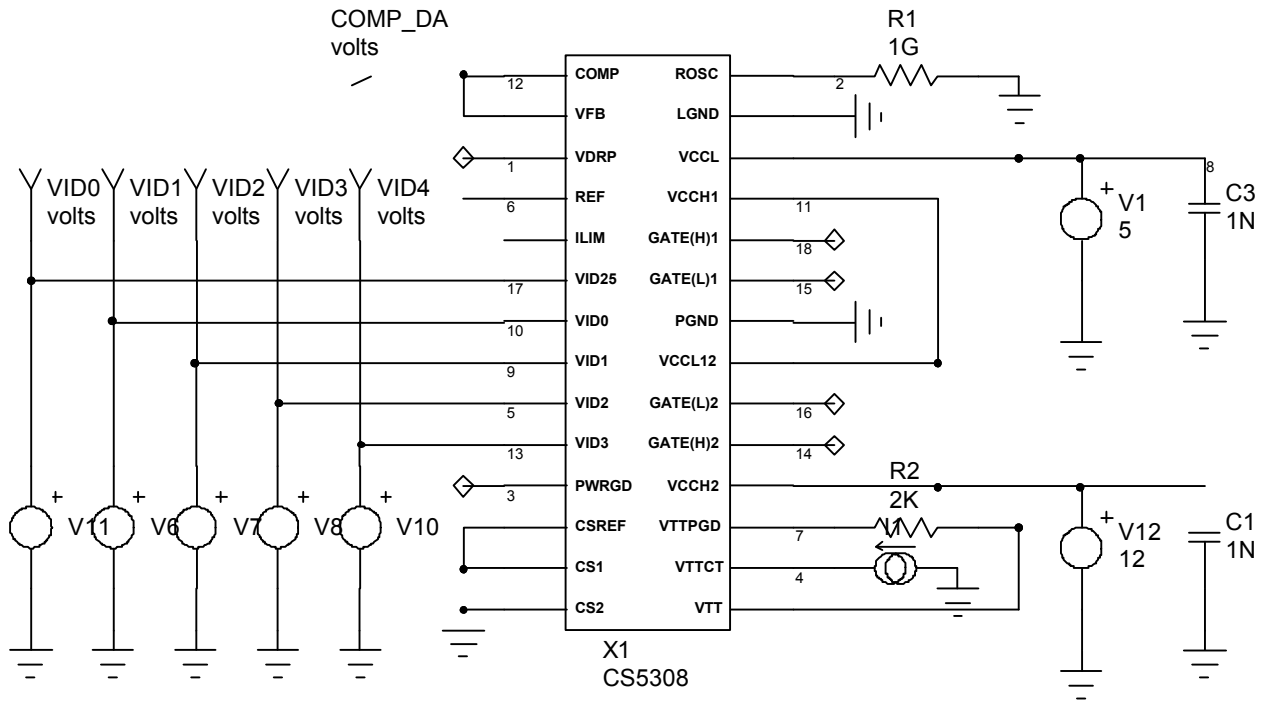 COMP_DA
volts
R1
1G
COMP
ROSC
12
2
VFB
LGND
VDRP
VCCL
1
8
VID0
volts
VID1
volts
VID2
volts
VID3
volts
VID4
volts
REF
VCCH1
6
11
+
V1
5
C3
1N
ILIM
GATE(H)1
18
VID25
GATE(L)1
17
15
VID0
PGND
10
VID1
VCCL12
9
VID2
GATE(L)2
5
16
VID3
GATE(H)2
13
14
PWRGD
VCCH2
3
R2
2K
CSREF
VTTPGD
7
I1
+
V11
+
V6
+
V7
+
V8
+
V10
+
V12
12
C1
1N
CS1
VTTCT
4
CS2
VTT
X1
CS5308